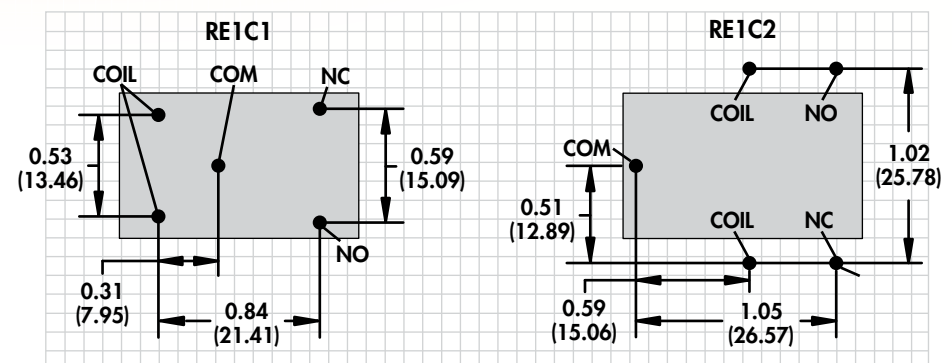 RE1C1
COIL
COM
NC
0.53
(13.46)
0.59
(15.09)
NO
0.31
(7.95)
0.84
(21.41)
RE1C2
COIL
NO
COM
1.02
(25.78)
0.51
(12.89)
COIL
NC
0.59
(15.06)
1.05
(26.57)